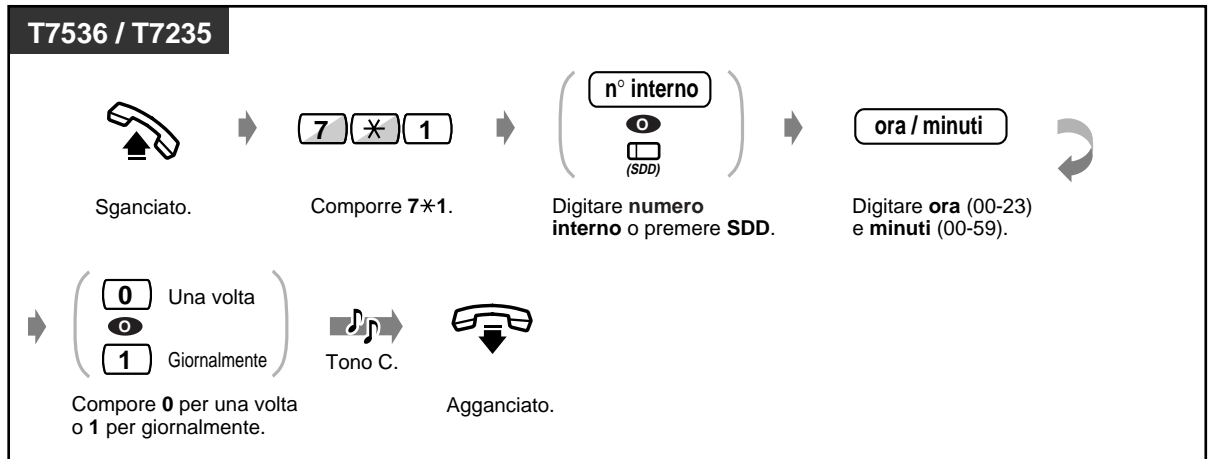 T7536 / T7235
7 ✳ 1
n° interno
o
(SDD)
ora / minuti
Sganciato.
Comporre 7✳1.
Digitare numero
interno o premere SDD.
Digitare ora (00-23)
e minuti (00-59).
0 Una volta
o
1 Giornalmente
Tono C.
Compore 0 per una volta
o 1 per giornalmente.
Agganciato.